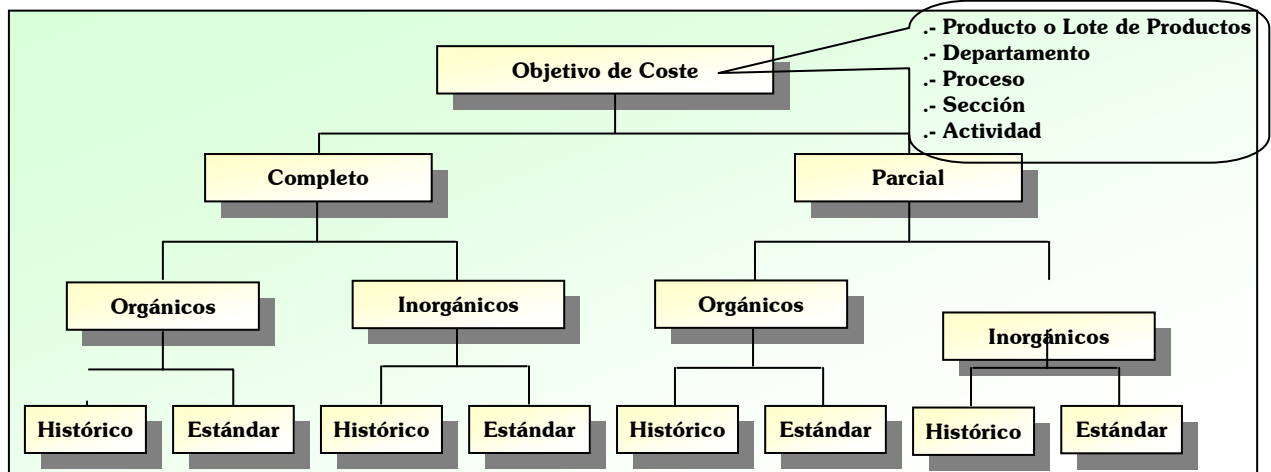 .- Producto o Lote de Productos
.- Departamento
.- Proceso
.- Sección
.- Actividad
Objetivo de Coste
Completo
Parcial
Orgánicos
Inorgánicos
Orgánicos
Inorgánicos
Histórico
Estándar
Histórico
Estándar
Histórico
Estándar
Histórico
Estándar